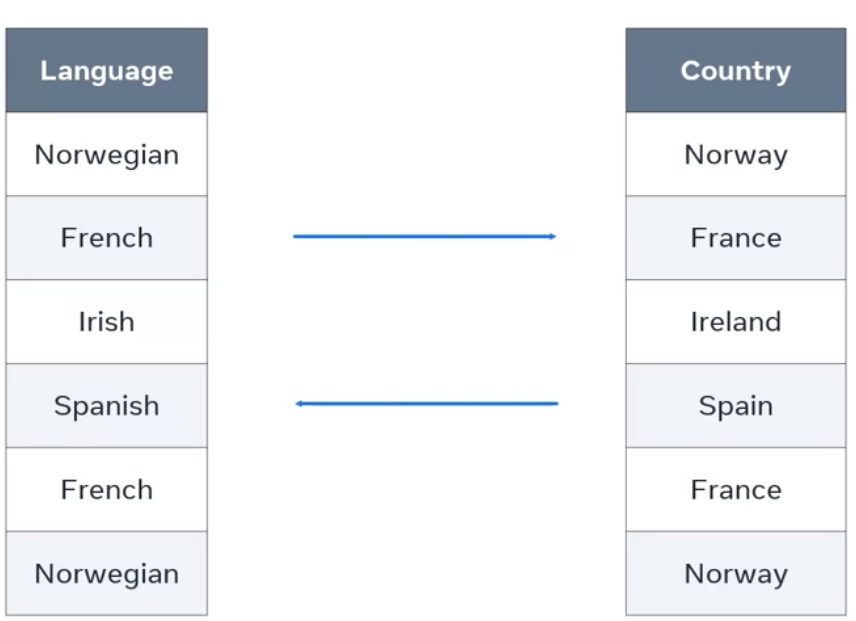 Language Country
Norwegian Norway
French France
Irish Ireland
Spanish Spain
French France
Norwegian Norway